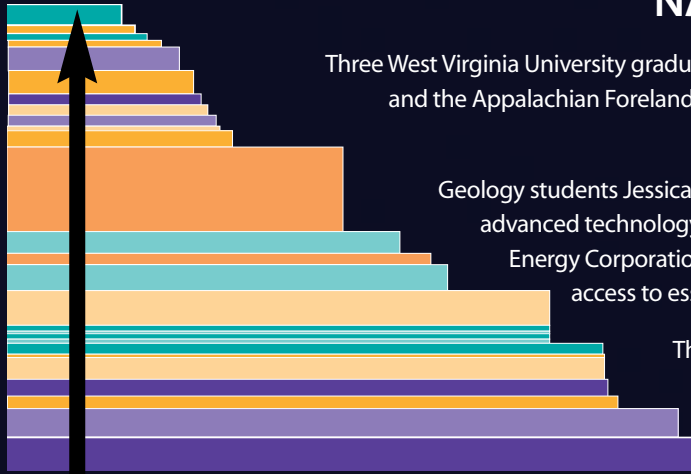 NA
Three West Virginia University gradu
and the Appalachian Foreland
Geology students Jessica
advanced technology
Energy Corporatio
access to es
Th